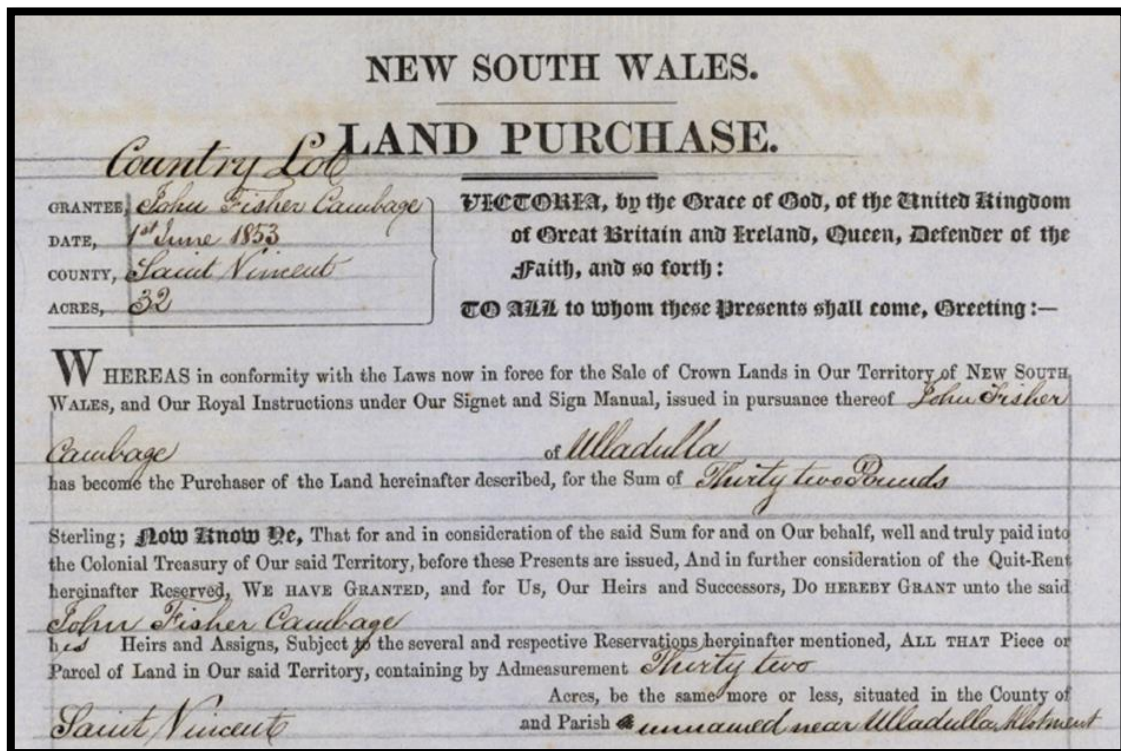 NEW SOUTH WALES.
LAND PURCHASE.
Country Lot
GRANTEE, John Fisher Cambage
DATE, 1st June 1853
COUNTY, Saint Vincent
ACRES, 32
VICTORIA, by the Grace of God, of the United Kingdom
of Great Britain and Ireland, Queen, Defender of the
Faith, and so forth:
TO ALL to whom these Presents shall come, Greeting:—
WHEREAS in conformity with the Laws now in force for the Sale of Crown Lands in Our Territory of NEW SOUTH
WALES, and Our Royal Instructions under Our Signet and Sign Manual, issued in pursuance thereof John Fisher
Cambage of Ulladulla
has become the Purchaser of the Land hereinafter described, for the Sum of Thirty two Pounds
Sterling; Now Know Ye, That for and in consideration of the said Sum for and on Our behalf, well and truly paid into
the Colonial Treasury of Our said Territory, before these Presents are issued, And in further consideration of the Quit-Rent
hereinafter Reserved, WE HAVE GRANTED, and for Us, Our Heirs and Successors, DO HEREBY GRANT unto the said
John Fisher Cambage
his Heirs and Assigns, Subject to the several and respective Reservations hereinafter mentioned, ALL THAT Piece or
Parcel of Land in Our said Territory, containing by Admeasurement Thirty two
Acres, be the same more or less, situated in the County of
Saint Vincent and Parish unnamed near Ulladulla Allotment